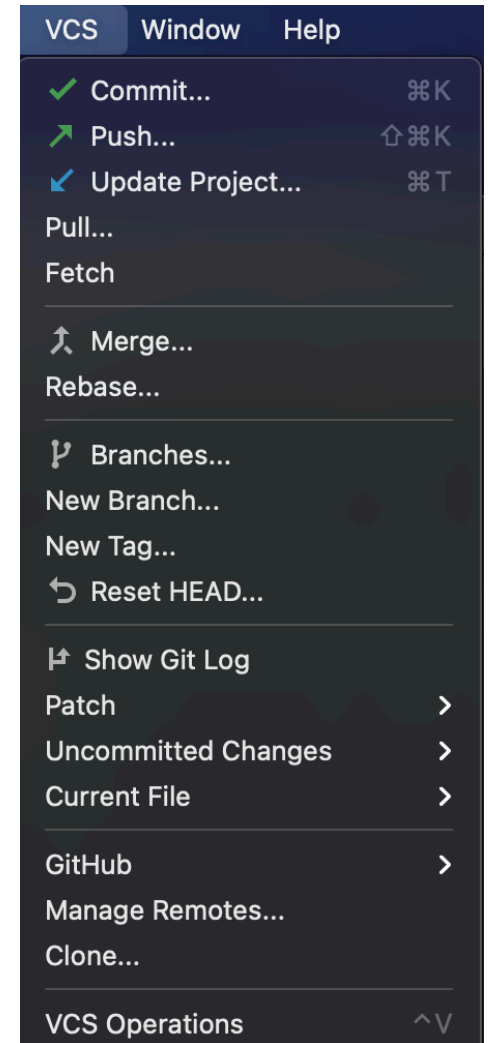 VCS Window Help
Commit... ⌘K
Push... ⇧⌘K
Update Project... ⌘T
Pull...
Fetch
Merge...
Rebase...
Branches...
New Branch...
New Tag...
Reset HEAD...
Show Git Log
Patch
Uncommitted Changes
Current File
GitHub
Manage Remotes...
Clone...
VCS Operations ^V